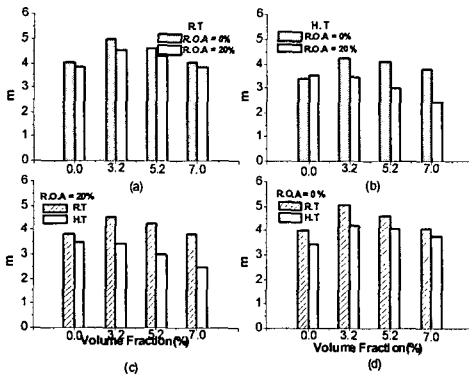 R.T
R.O.A = 0%
R.O.A = 20%
m
5
4
3
2
1
0
0.0 3.2 5.2 7.0
(a)
H.T
R.O.A = 0%
R.O.A = 20%
m
6
5
4
3
2
1
0
0.0 3.2 5.2 7.0
(b)
R.O.A = 20%
R.T
H.T
m
6
5
4
3
2
1
0
0.0 3.2 5.2 7.0
Volume Fraction(%)
(c)
R.O.A = 0%
R.T
H.T
m
6
5
4
3
2
1
0
0.0 3.2 5.2 7.0
Volume Fraction(%)
(d)